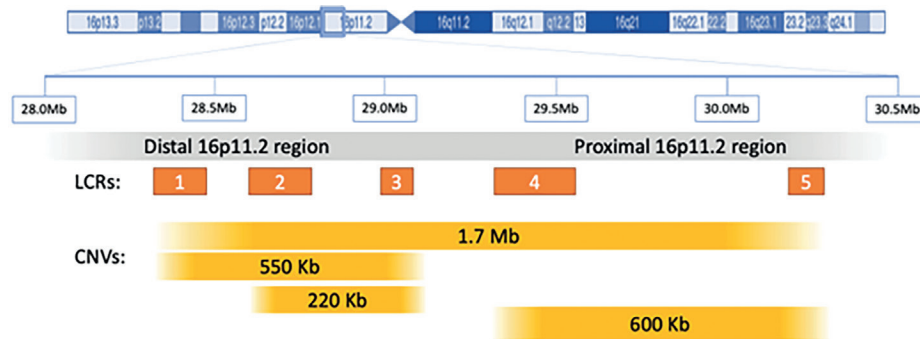 16p13.3 p13.2 16p12.3 p12.2 16p12.1 16p11.2 16q11.2 16q12.1 q12.2 13 16q21 16q22.1 22.2 16q23.1 23.2 q23.3 q24.1
28.0Mb 28.5Mb 29.0Mb 29.5Mb 30.0Mb 30.5Mb
Distal 16p11.2 region Proximal 16p11.2 region
LCRs: 1 2 3 4 5
1.7 Mb
CNVs:
550 Kb
220 Kb
600 Kb